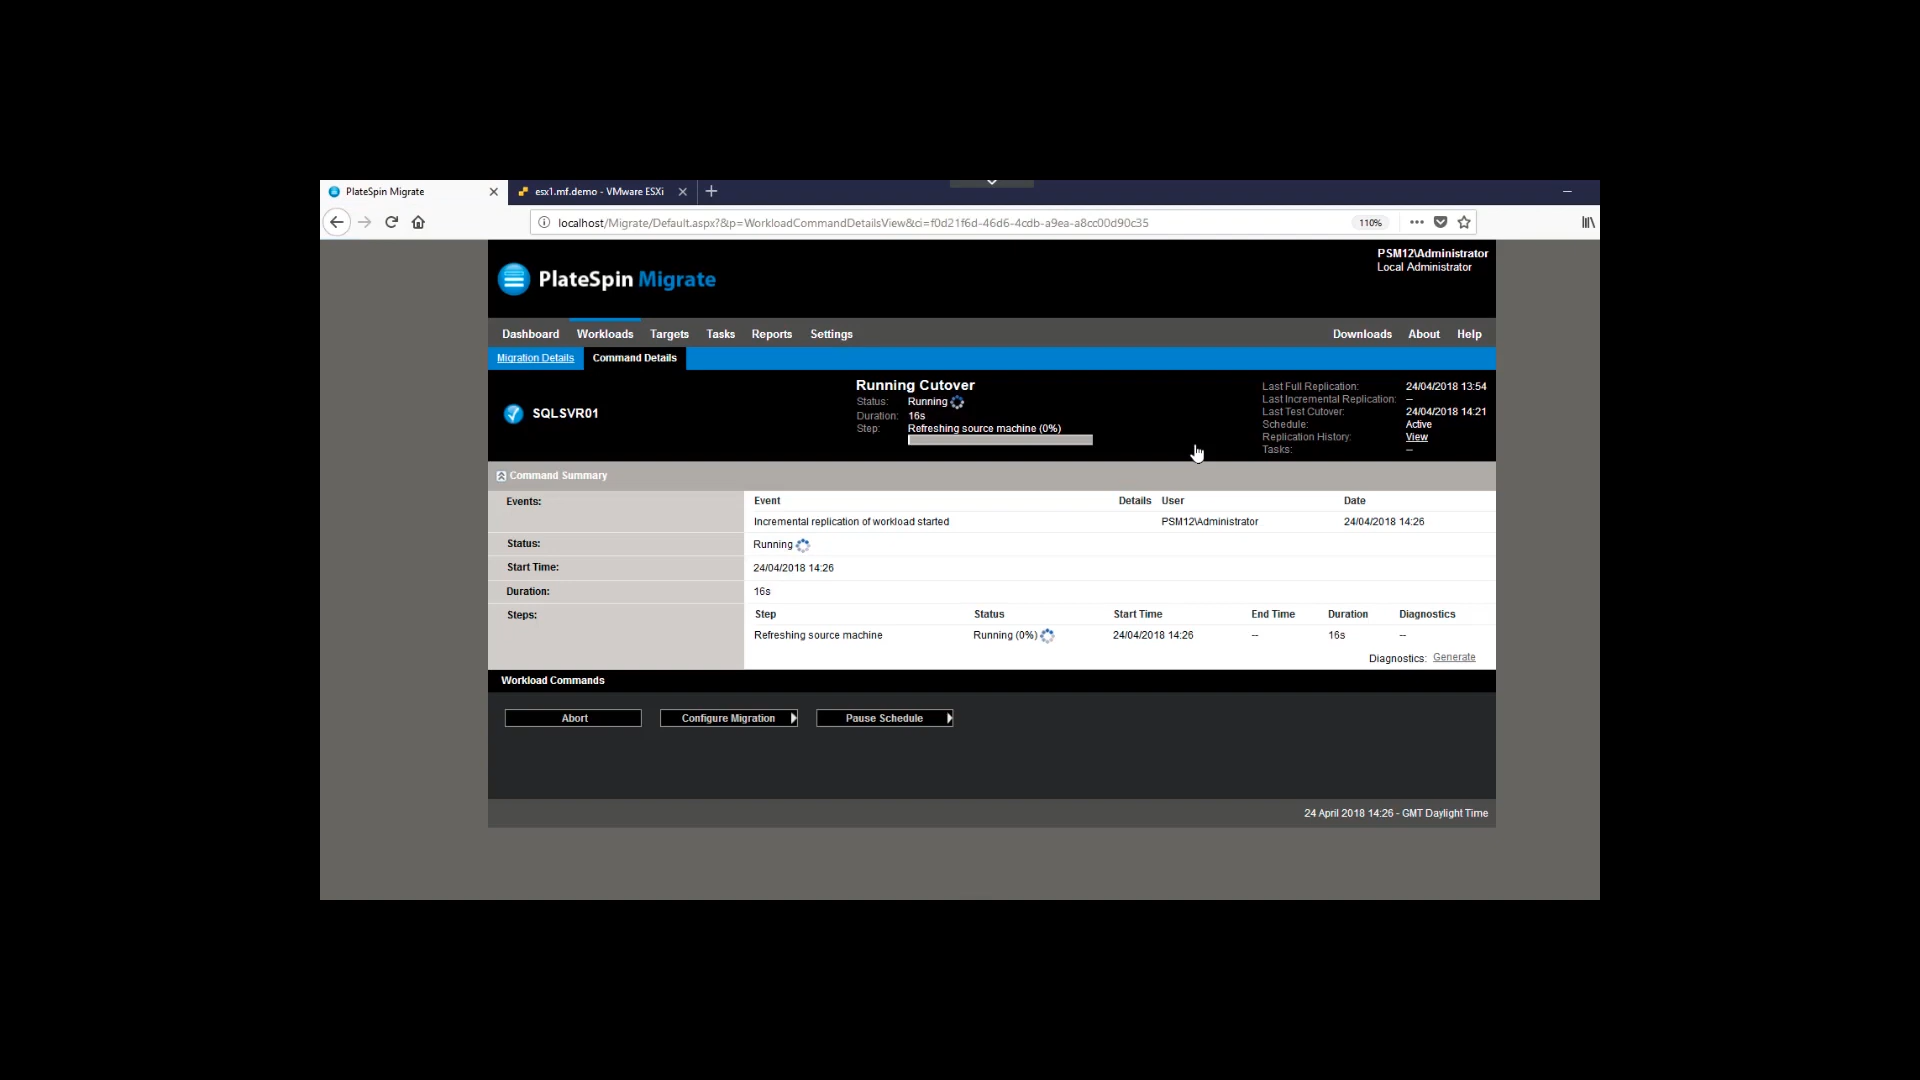 PlateSpin Migrate
esx1.mf.demo - VMware ESXi
localhost/Migrate/Default.aspx?&p=WorkloadCommandDetailsView&ci=f0d21f6d-46d6-4cdb-a9ea-a8cc00d90c35
110%
PSM12\Administrator
Local Administrator
PlateSpin Migrate
Dashboard Workloads Targets Tasks Reports Settings Downloads About Help
Migration Details Command Details
SQLSVR01
Running Cutover
Status: Running
Duration: 16s
Step: Refreshing source machine (0%)
Last Full Replication: 24/04/2018 13:54
Last Incremental Replication: --
Last Test Cutover: 24/04/2018 14:21
Schedule: Active
Replication History: View
Tasks: --
Command Summary
Events: Event Details User Date
Incremental replication of workload started PSM12\Administrator 24/04/2018 14:26
Status: Running
Start Time: 24/04/2018 14:26
Duration: 16s
Steps: Step Status Start Time End Time Duration Diagnostics
Refreshing source machine Running (0%) 24/04/2018 14:26 -- 16s --
Diagnostics: Generate
Workload Commands
Abort Configure Migration Pause Schedule
24 April 2018 14:26 - GMT Daylight Time